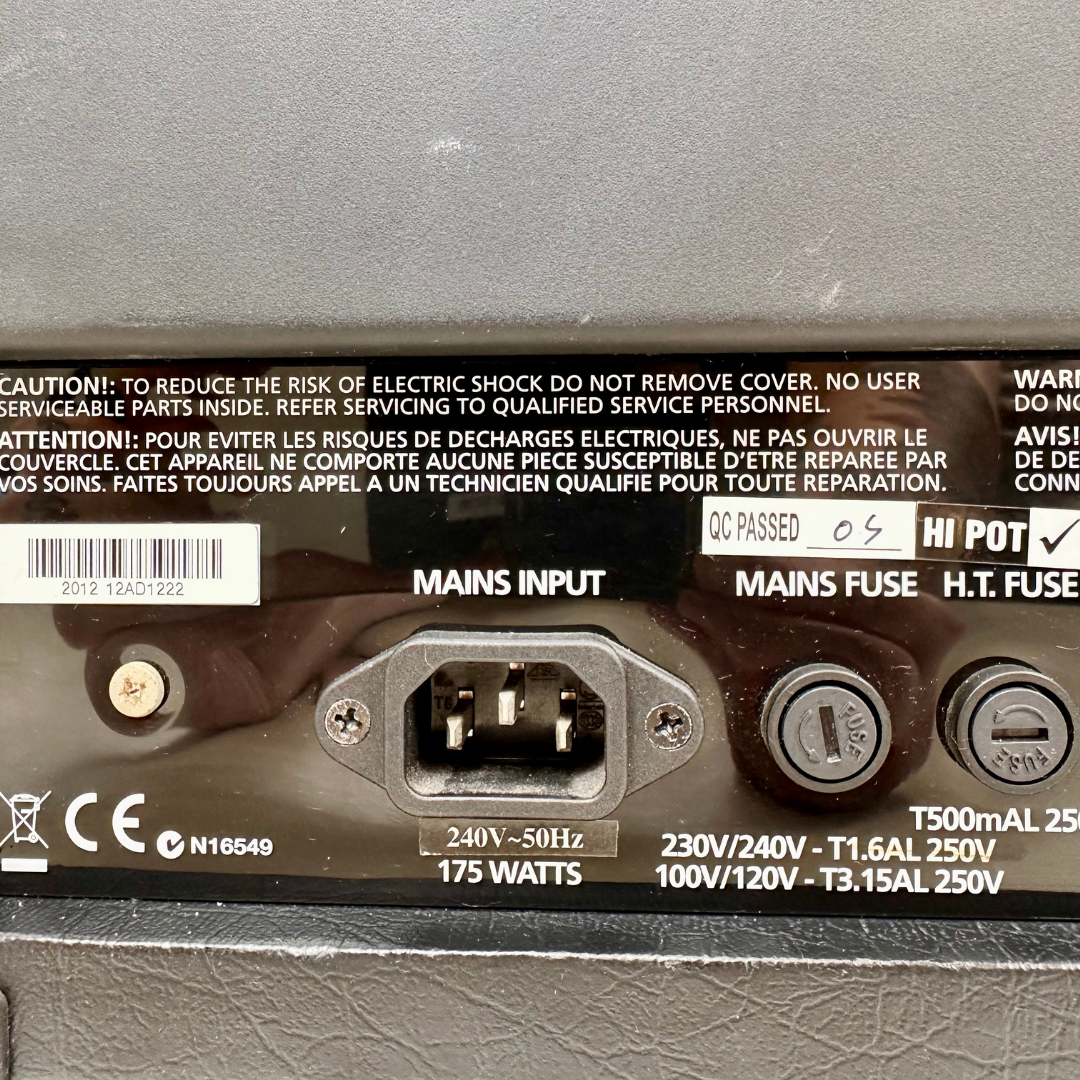 CAUTION!: TO REDUCE THE RISK OF ELECTRIC SHOCK DO NOT REMOVE COVER. NO USER
SERVICEABLE PARTS INSIDE. REFER SERVICING TO QUALIFIED SERVICE PERSONNEL.
ATTENTION!: POUR EVITER LES RISQUES DE DECHARGES ELECTRIQUES, NE PAS OUVRIR LE
COUVERCLE. CET APPAREIL NE COMPORTE AUCUNE PIECE SUSCEPTIBLE D'ETRE REPAREE PAR
VOS SOINS. FAITES TOUJOURS APPEL A UN TECHNICIEN QUALIFIE POUR TOUTE REPARATION.
WARN
DO NO
AVIS!
DE DE
CONN
QC PASSED
HI POT ✓
2012 12AD1222
MAINS INPUT
MAINS FUSE
H.T. FUSE
FUSE
FUSE
CE
N16549
240V~50Hz
175 WATTS
T500mAL 25
230V/240V - T1.6AL 250V
100V/120V - T3.15AL 250V